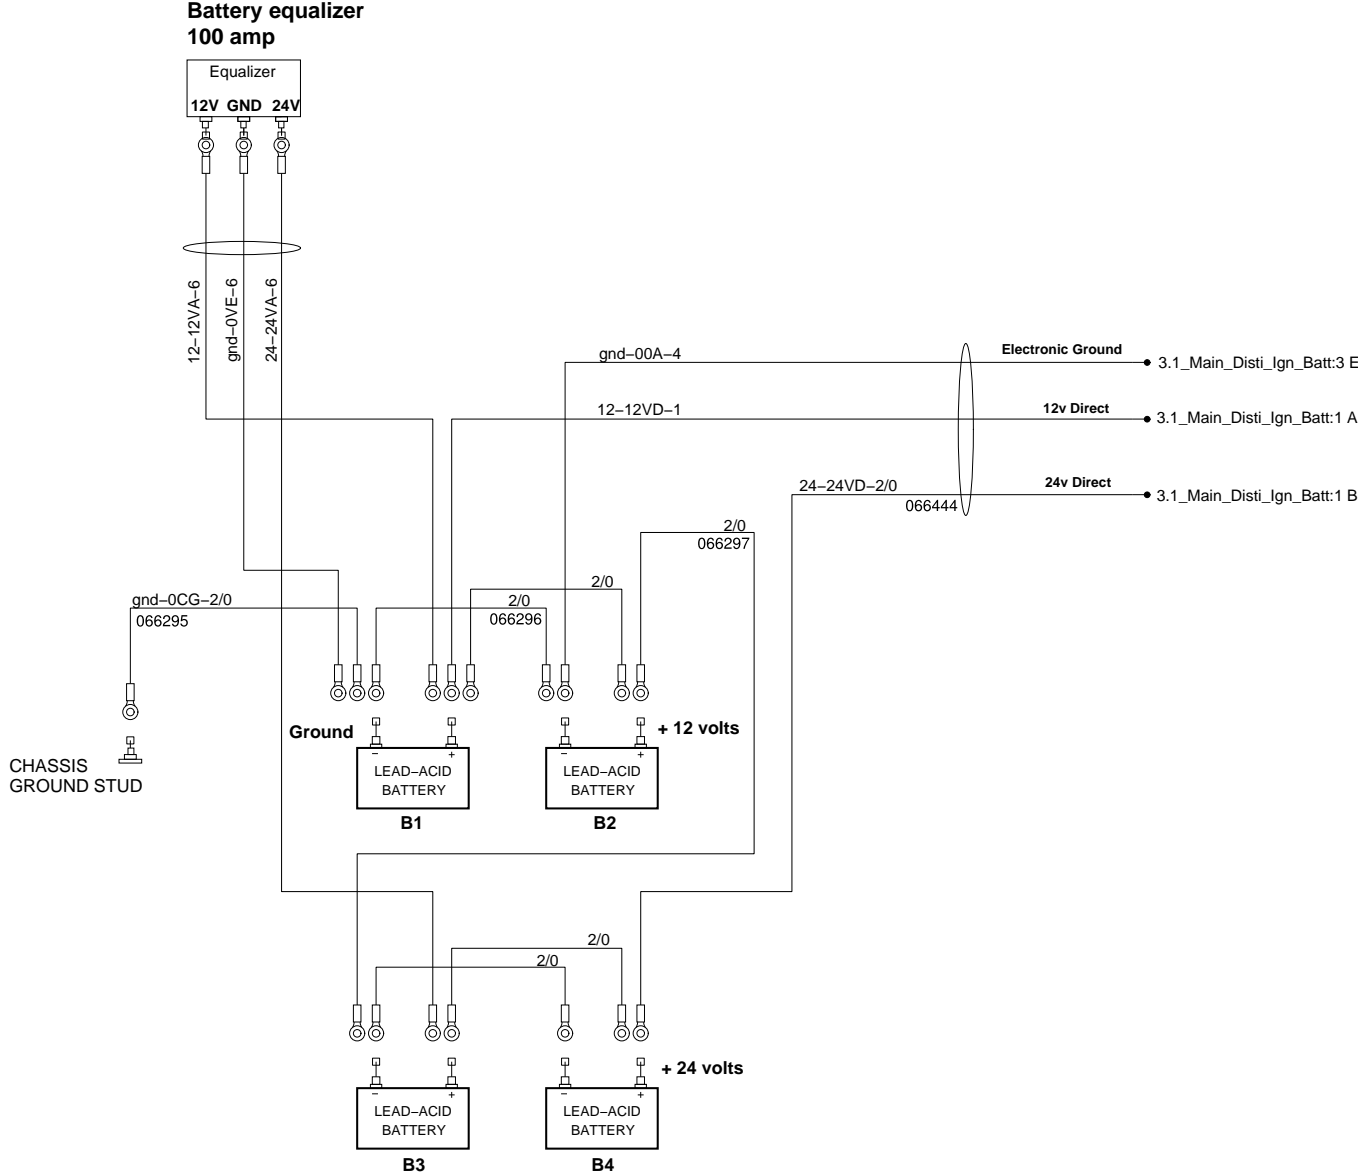 Battery equalizer
100 amp
Equalizer
12V GND 24V
12−12VA−6
gnd−0VE−6
24−24VA−6
gnd−00A−4
Electronic Ground
3.1_Main_Disti_Ign_Batt:3 E
12−12VD−1
12v Direct
3.1_Main_Disti_Ign_Batt:1 A
24−24VD−2/0
066444
24v Direct
3.1_Main_Disti_Ign_Batt:1 B
2/0
066297
2/0
gnd−0CG−2/0
066295
2/0
066296
Ground
+ 12 volts
CHASSIS
GROUND STUD
− +
LEAD−ACID
BATTERY
B1
− +
LEAD−ACID
BATTERY
B2
2/0
2/0
+ 24 volts
− +
LEAD−ACID
BATTERY
B3
− +
LEAD−ACID
BATTERY
B4